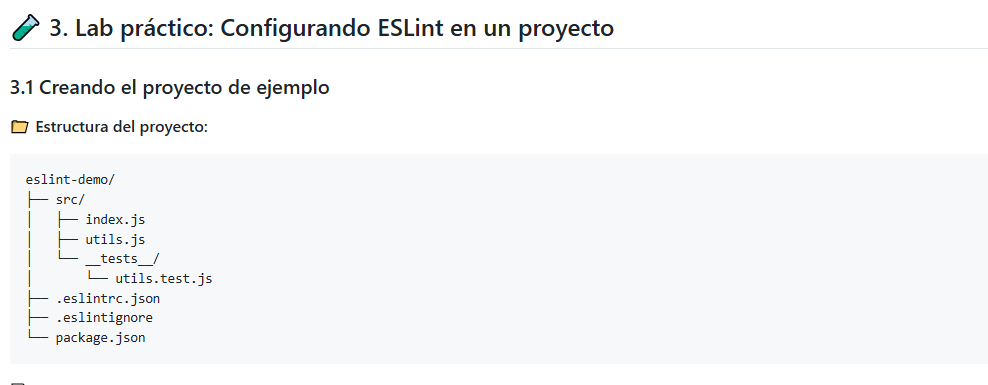 🧪 3. Lab práctico: Configurando ESLint en un proyecto
3.1 Creando el proyecto de ejemplo
📂 Estructura del proyecto:
eslint-demo/
├── src/
│   ├── index.js
│   ├── utils.js
│   └── __tests__/
│       └── utils.test.js
├── .eslintrc.json
├── .eslintignore
└── package.json